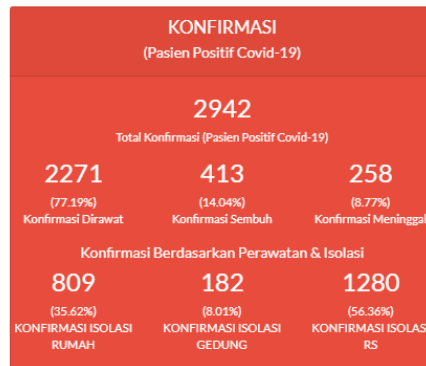 KONFIRMASI
(Pasien Positif Covid-19)
2942
Total Konfirmasi (Pasien Positif Covid-19)
2271 413 258
(77.19%) (14.04%) (8.77%)
Konfirmasi Dirawat Konfirmasi Sembuh Konfirmasi Meninggal
Konfirmasi Berdasarkan Perawatan & Isolasi
809 182 1280
(35.62%) (8.01%) (56.36%)
KONFIRMASI ISOLASI KONFIRMASI ISOLASI KONFIRMASI ISOLAS
RUMAH GEDUNG RS